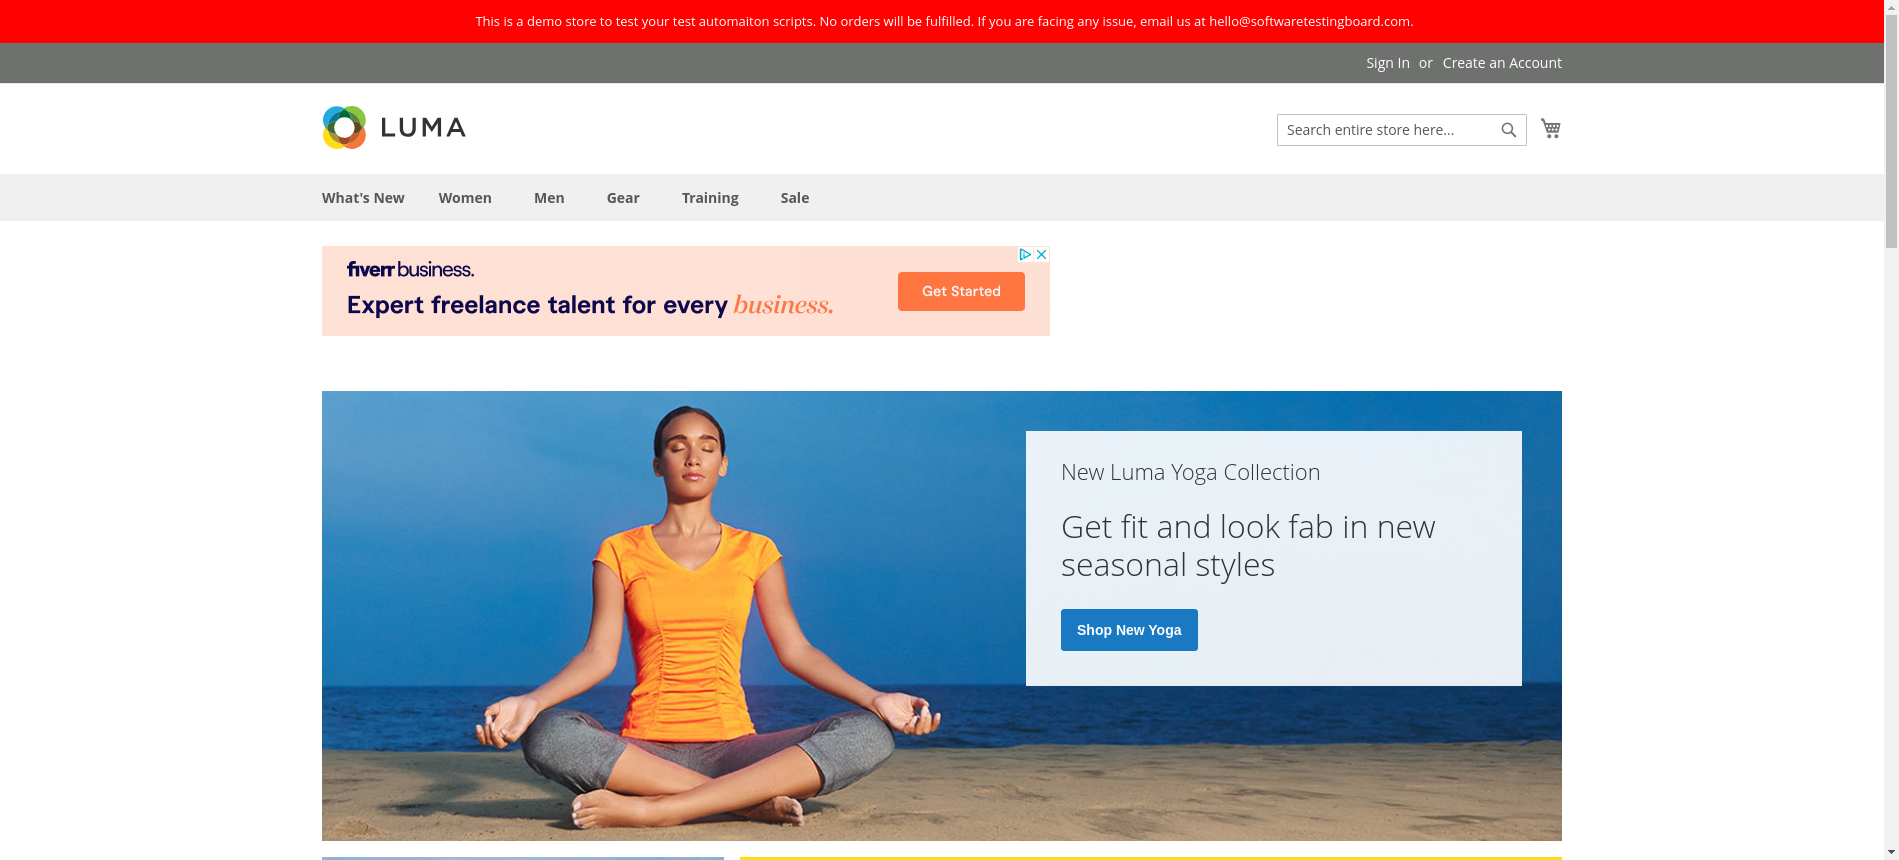 This is a demo store to test your test automaiton scripts. No orders will be fulfilled. If you are facing any issue, email us at hello@softwaretestingboard.com.
Sign In or Create an Account
LUMA
Search entire store here...
What's New Women Men Gear Training Sale
fiverr business.
Expert freelance talent for every business.
Get Started
New Luma Yoga Collection
Get fit and look fab in new
seasonal styles
Shop New Yoga